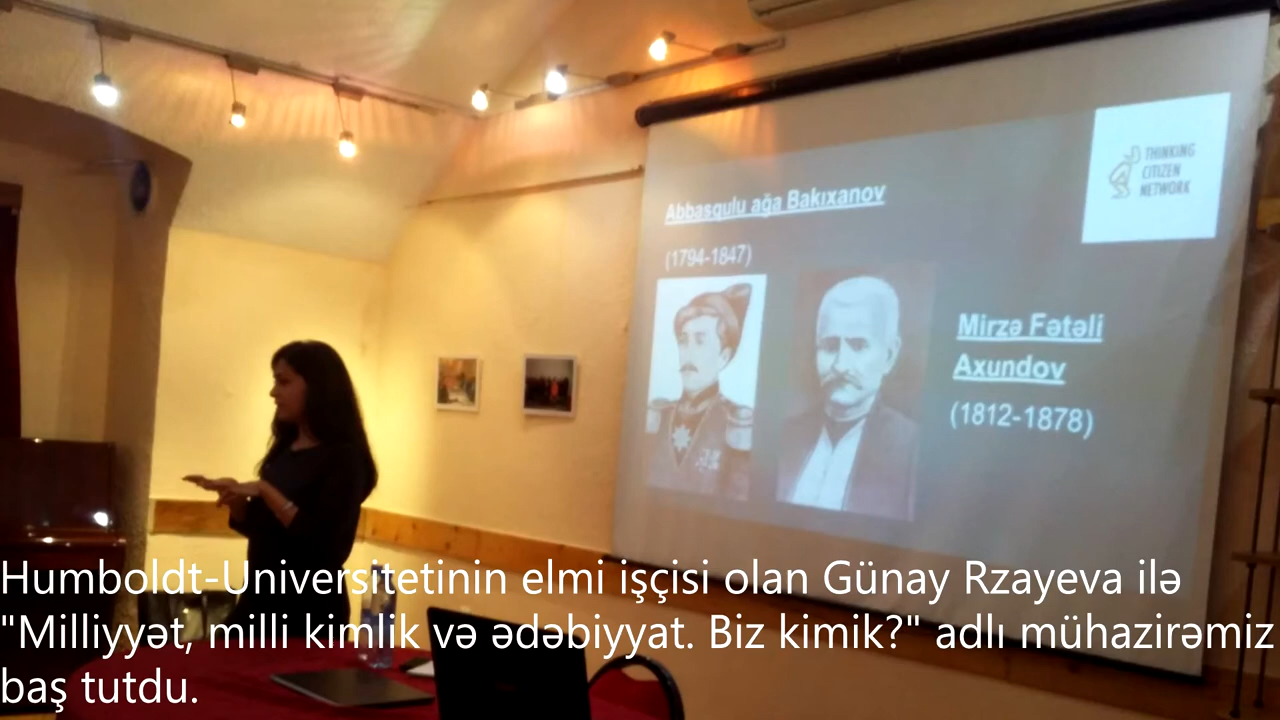 THINKING
CITIZEN
NETWORK
Abbasqulu ağa Bakıxanov
(1794-1847)
Mirzə Fətəli
Axundov
(1812-1878)
Humboldt-Universitetinin elmi işçisi olan Günay Rzayeva ilə
"Milliyyət, milli kimlik və ədəbiyyat. Biz kimik?" adlı mühazirəmiz
baş tutdu.